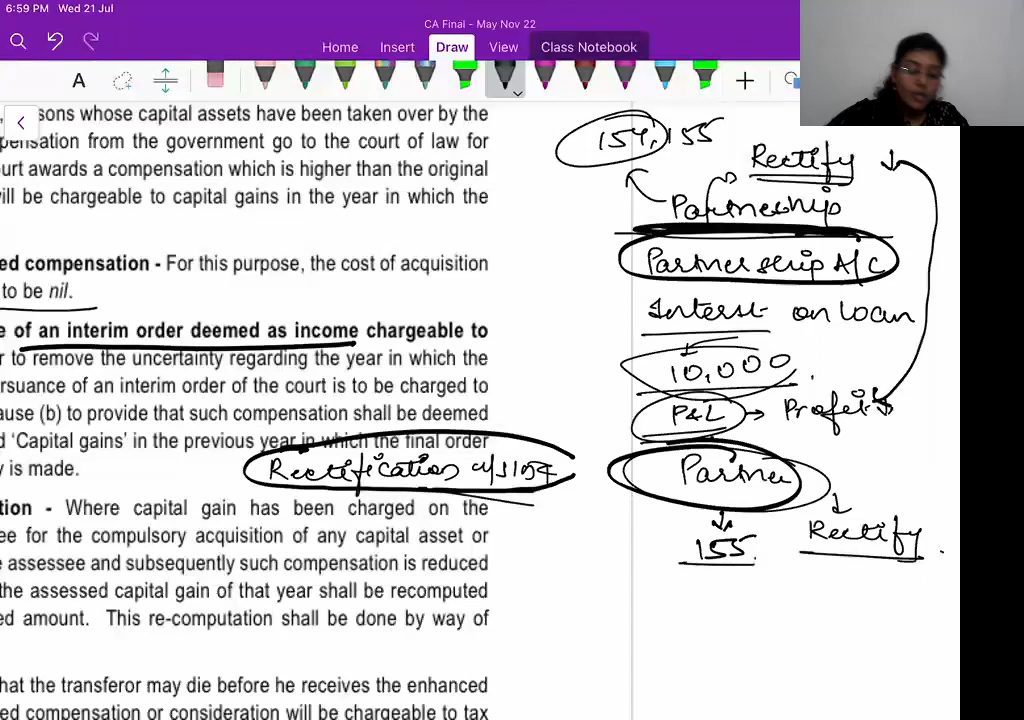 6:59 PM Wed 21 Jul
CA Final - May Nov 22
Home Insert Draw View Class Notebook
A
sons whose capital assets have been taken over by the
pensation from the government go to the court of law for
urt awards a compensation which is higher than the original
vill be chargeable to capital gains in the year in which the
ed compensation - For this purpose, the cost of acquisition
to be nil.
e of an interim order deemed as income chargeable to
r to remove the uncertainty regarding the year in which the
rsuance of an interim order of the court is to be charged to
ause (b) to provide that such compensation shall be deemed
d 'Capital gains' in the previous year in which the final order
y is made.
Rectification u/s 154
tion - Where capital gain has been charged on the
ee for the compulsory acquisition of any capital asset or
e assessee and subsequently such compensation is reduced
the assessed capital gain of that year shall be recomputed
ed amount. This re-computation shall be done by way of
hat the transferor may die before he receives the enhanced
ed compensation or consideration will be chargeable to tax
154, 155
Rectify
Partneship
Partnership A/C
Interest on loan
10,000
P&L → Profit
Partner
155
Rectify